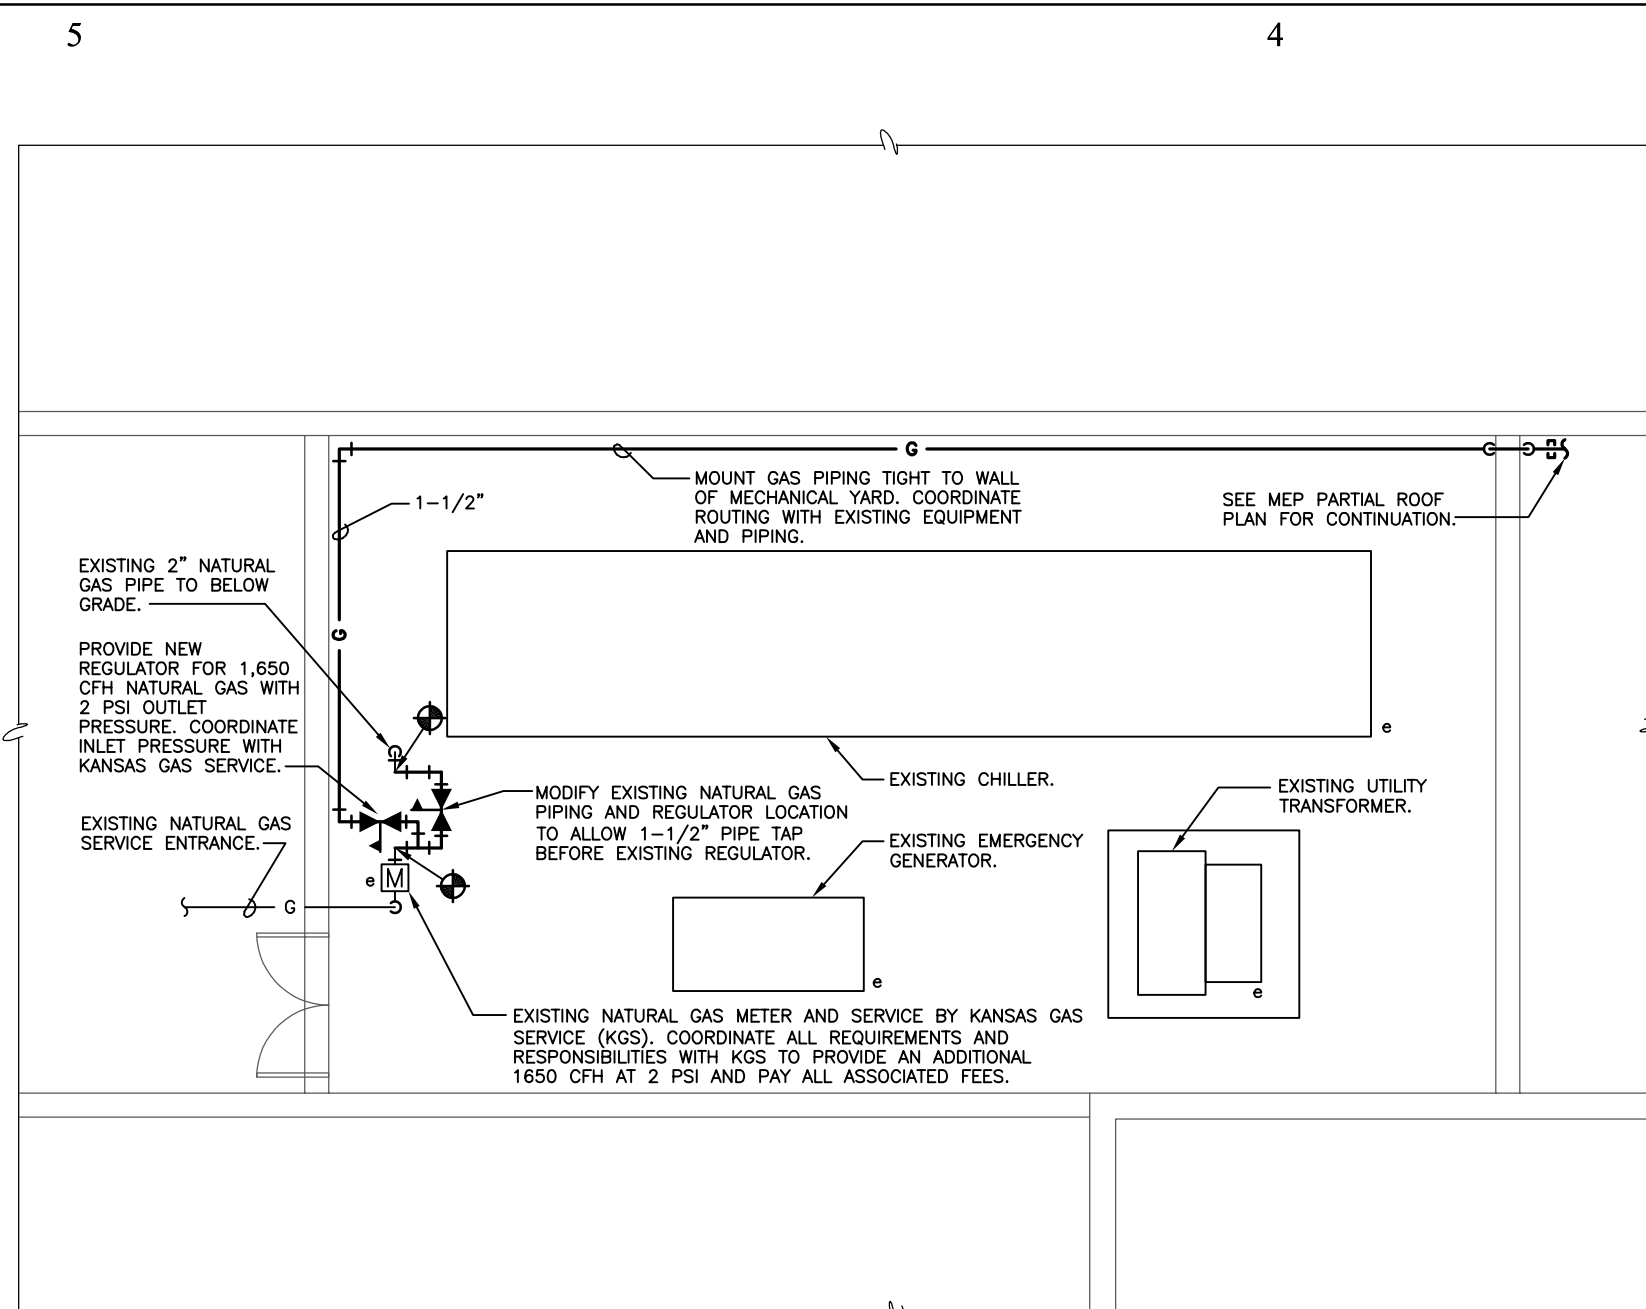 5
4
G
MOUNT GAS PIPING TIGHT TO WALL
OF MECHANICAL YARD. COORDINATE
ROUTING WITH EXISTING EQUIPMENT
AND PIPING.
SEE MEP PARTIAL ROOF
PLAN FOR CONTINUATION.
1-1/2"
EXISTING 2" NATURAL
GAS PIPE TO BELOW
GRADE.
G
PROVIDE NEW
REGULATOR FOR 1,650
CFH NATURAL GAS WITH
2 PSI OUTLET
PRESSURE. COORDINATE
INLET PRESSURE WITH
KANSAS GAS SERVICE.
e
EXISTING CHILLER.
MODIFY EXISTING NATURAL GAS
PIPING AND REGULATOR LOCATION
TO ALLOW 1-1/2" PIPE TAP
BEFORE EXISTING REGULATOR.
EXISTING UTILITY
TRANSFORMER.
EXISTING NATURAL GAS
SERVICE ENTRANCE.
EXISTING EMERGENCY
GENERATOR.
e
M
G
e
e
EXISTING NATURAL GAS METER AND SERVICE BY KANSAS GAS
SERVICE (KGS). COORDINATE ALL REQUIREMENTS AND
RESPONSIBILITIES WITH KGS TO PROVIDE AN ADDITIONAL
1650 CFH AT 2 PSI AND PAY ALL ASSOCIATED FEES.